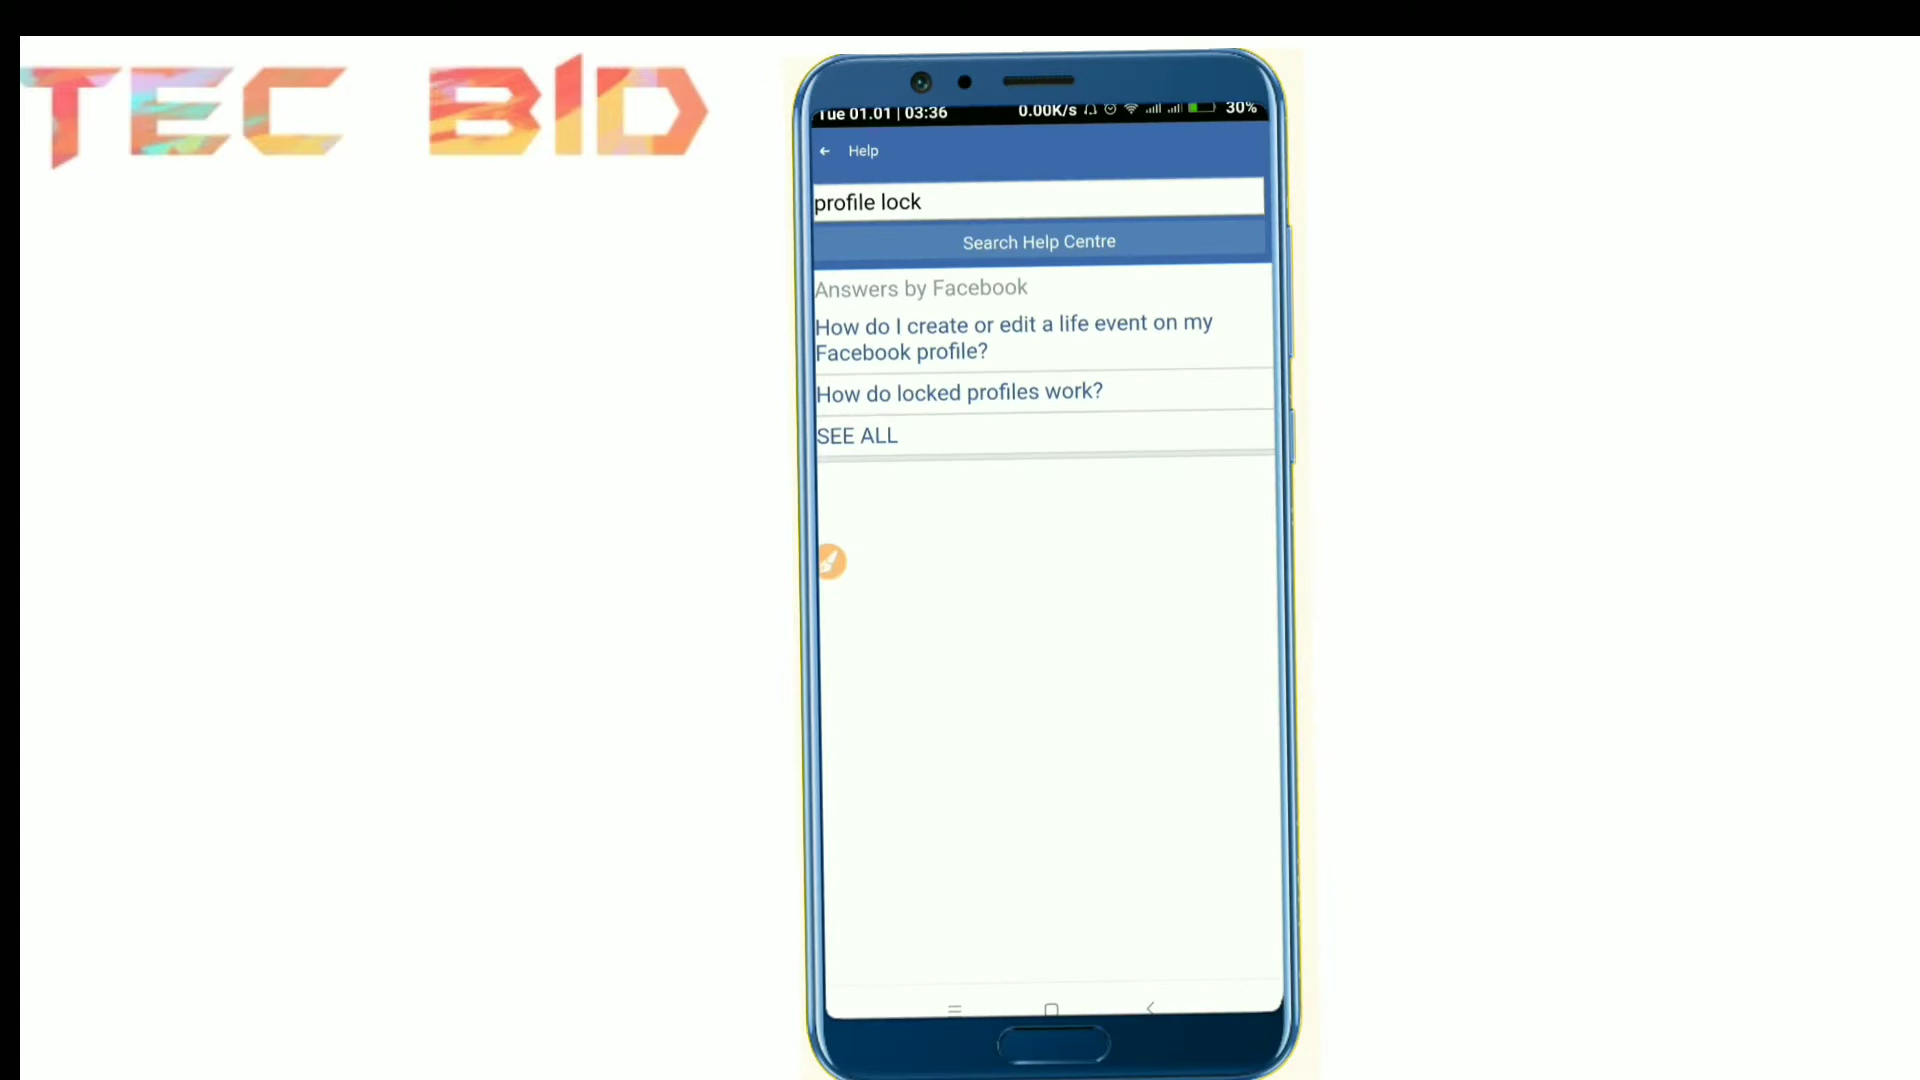 TEC BID
Tue 01.01 | 03:36 0.00K/s 30%
Help
profile lock
Search Help Centre
Answers by Facebook
How do I create or edit a life event on my
Facebook profile?
How do locked profiles work?
SEE ALL